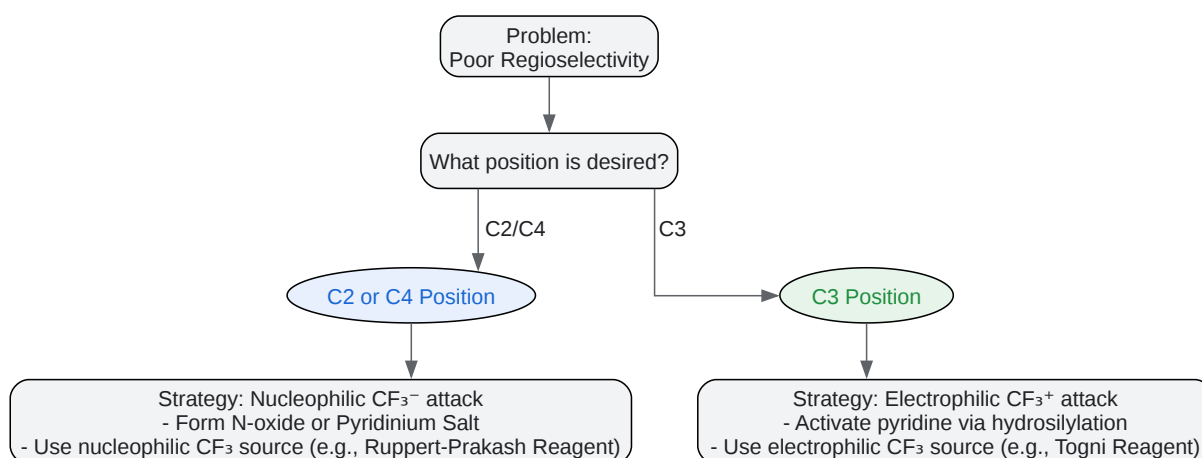 Problem:
Poor Regioselectivity
What position is desired?
C2/C4
C3
C2 or C4 Position
C3 Position
Strategy: Nucleophilic CF₃⁻ attack
- Form N-oxide or Pyridinium Salt
- Use nucleophilic CF₃ source (e.g., Ruppert-Prakash Reagent)
Strategy: Electrophilic CF₃⁺ attack
- Activate pyridine via hydrosilylation
- Use electrophilic CF₃ source (e.g., Togni Reagent)